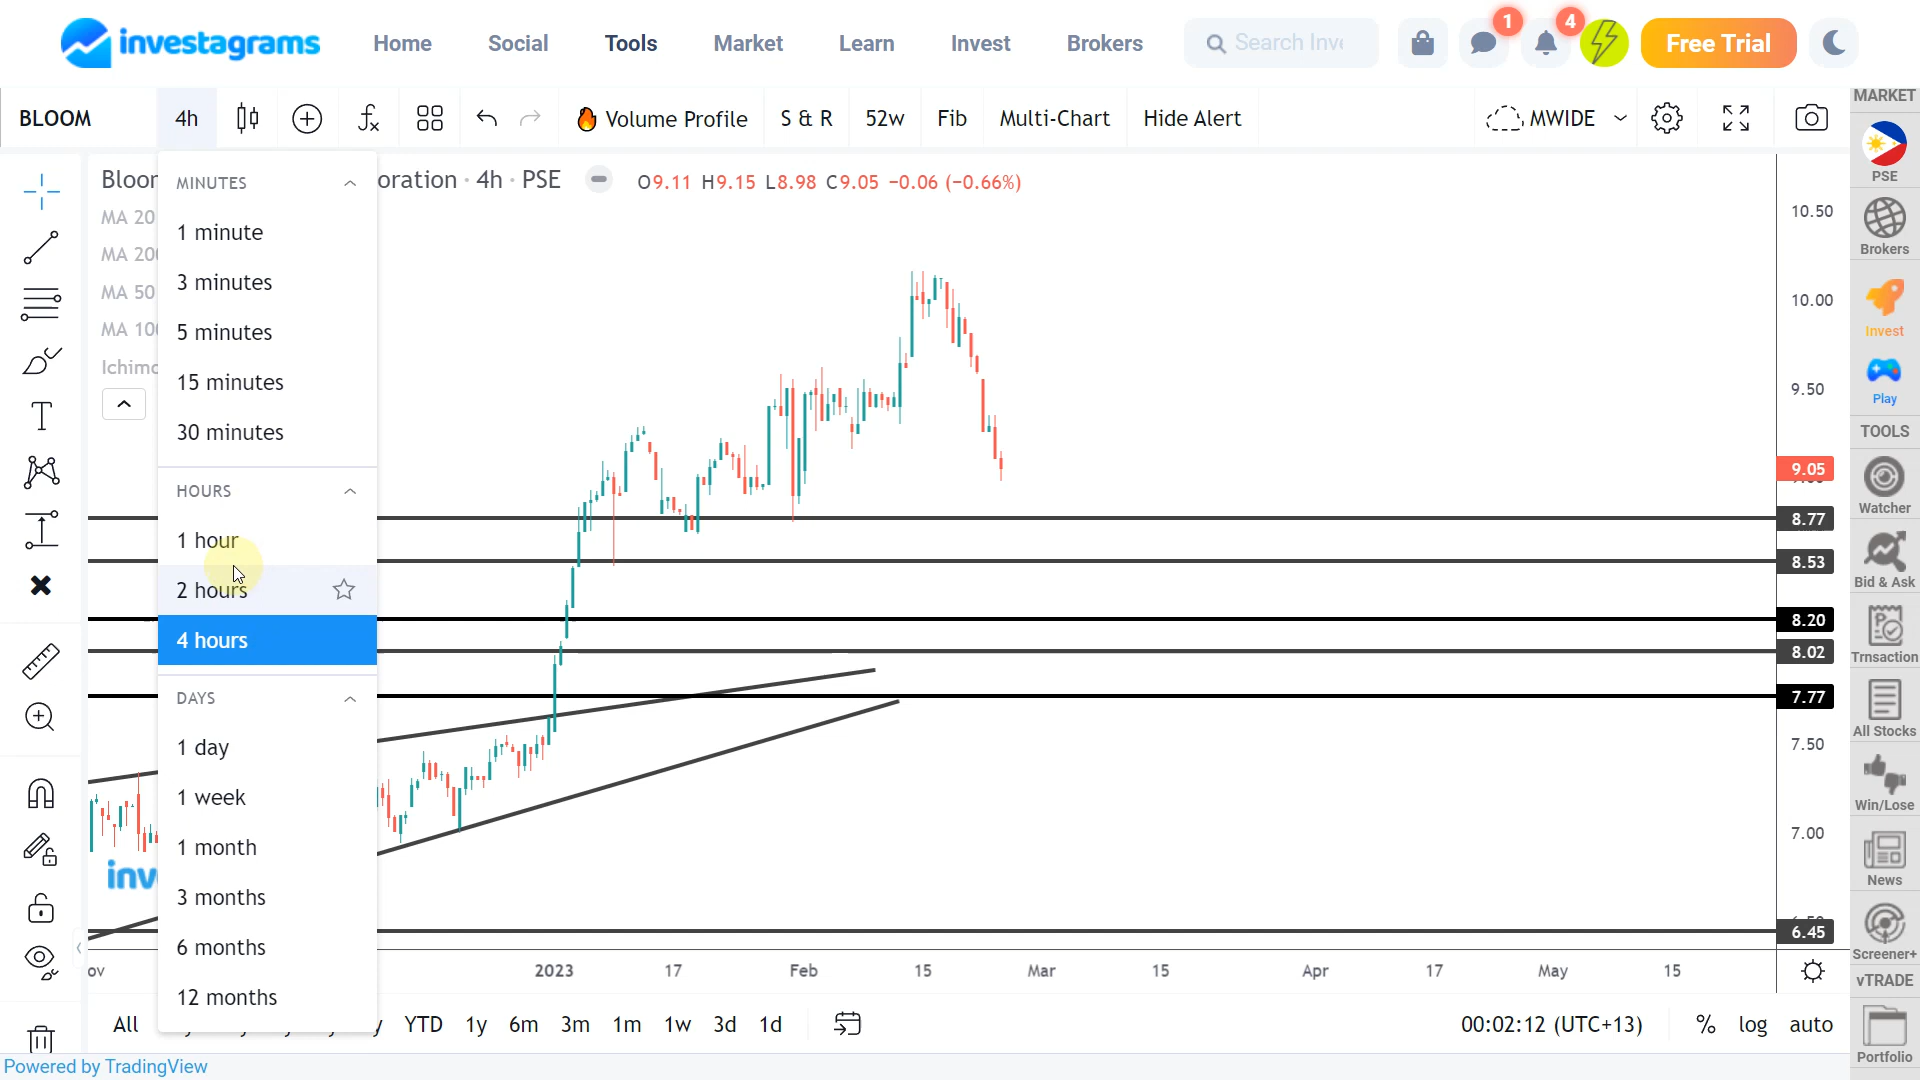 investagrams
Home Social Tools Market Learn Invest Brokers
1 4 Free Trial
BLOOM 4h Volume Profile S & R 52w Fib Multi-Chart Hide Alert MWIDE
MARKET
PSE
Brokers
Invest
Play
TOOLS
Watcher
Bid & Ask
Trnsaction
All Stocks
Win/Lose
News
Screener+
vTRADE
Portfolio
oration · 4h · PSE O9.11 H9.15 L8.98 C9.05 −0.06 (−0.66%)
MA 20
MA 200
MA 50
MA 100
MINUTES
1 minute
3 minutes
5 minutes
15 minutes
30 minutes
HOURS
1 hour
2 hours
4 hours
DAYS
1 day
1 week
1 month
3 months
6 months
12 months
10.50
10.00
9.50
9.05
8.77
8.53
8.20
8.02
7.77
7.50
7.00
6.45
inv
ov 2023 17 Feb 15 Mar 15 Apr 17 May 15
All YTD 1y 6m 3m 1m 1w 3d 1d 00:02:12 (UTC+13) % log auto
Powered by TradingView